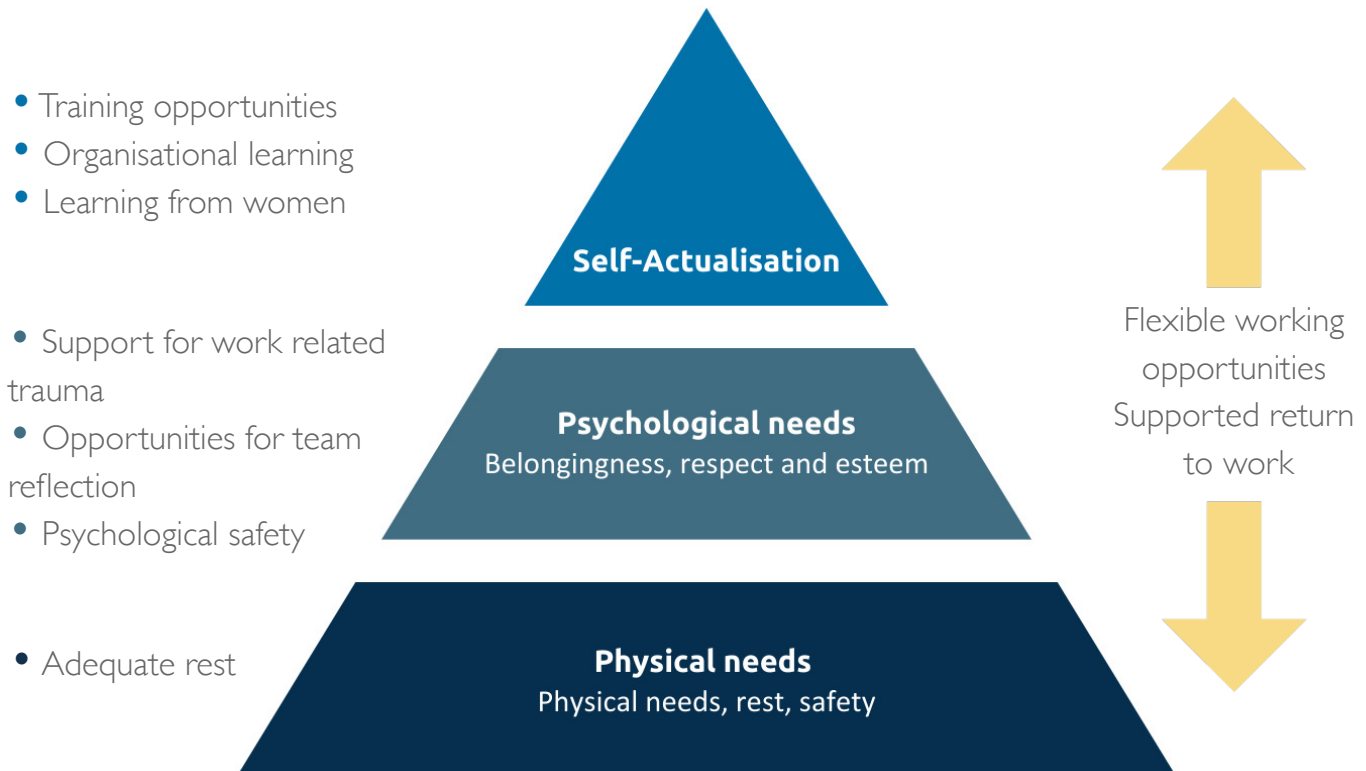 • Training opportunities
• Organisational learning
• Learning from women
Self-Actualisation
• Support for work related
trauma
• Opportunities for team
reflection
• Psychological safety
Psychological needs
Belongingness, respect and esteem
Flexible working
opportunities
Supported return
to work
• Adequate rest
Physical needs
Physical needs, rest, safety